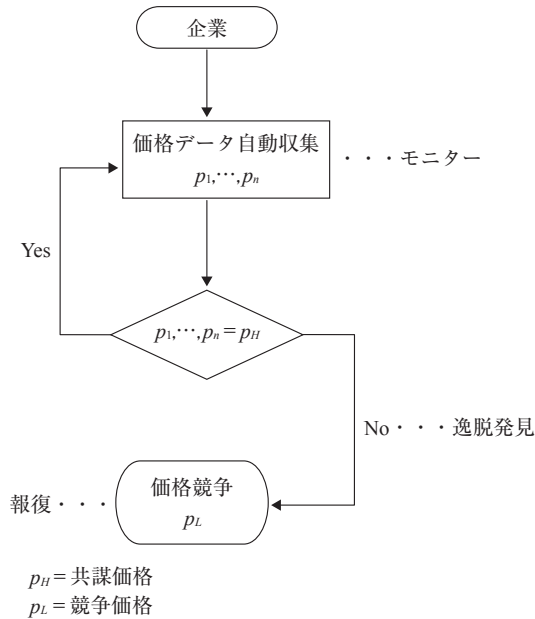 企業
価格データ自動収集
p1,…,pn
・・・モニター
Yes
p1,…,pn=pH
No・・・逸脱発見
価格競争
pL
報復・・・
pH=共謀価格
pL=競争価格